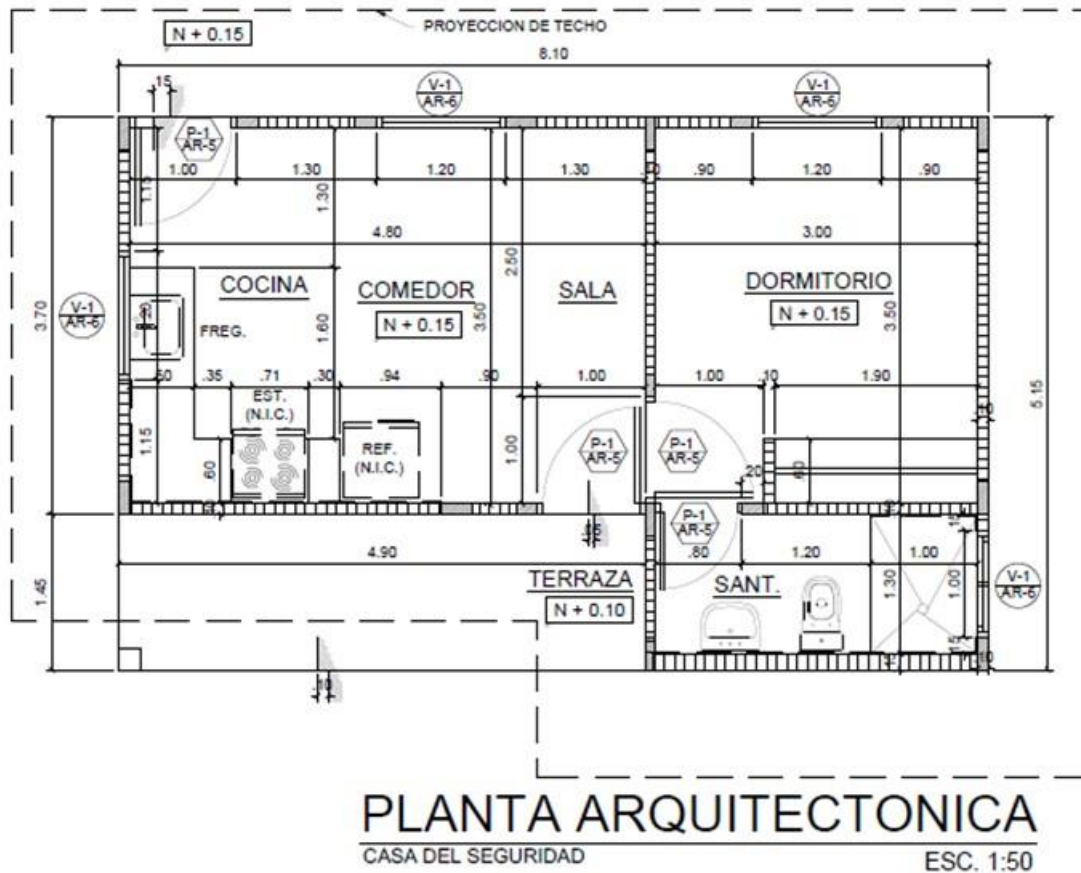 PROYECCION DE TECHO
N + 0.15
8.10
.15
V-1
AR-6
V-1
AR-6
P-1
AR-5
1.00
1.30
1.20
1.30
.90
1.20
.90
1.15
1.30
4.80
3.00
2.50
COCINA
COMEDOR
SALA
DORMITORIO
N + 0.15
N + 0.15
V-1
AR-6
3.70
FREG.
1.60
3.50
3.50
5.15
.35
.71
.30
.94
.90
1.00
1.00
.10
1.90
EST.
(N.I.C.)
REF.
(N.I.C.)
1.15
.60
1.00
P-1
AR-5
P-1
AR-5
.20
.60
P-1
AR-5
4.90
.80
1.20
1.00
1.45
TERRAZA
N + 0.10
SANT.
1.30
1.00
V-1
AR-6
.15
.15
.10
PLANTA ARQUITECTONICA
CASA DEL SEGURIDAD
ESC. 1:50